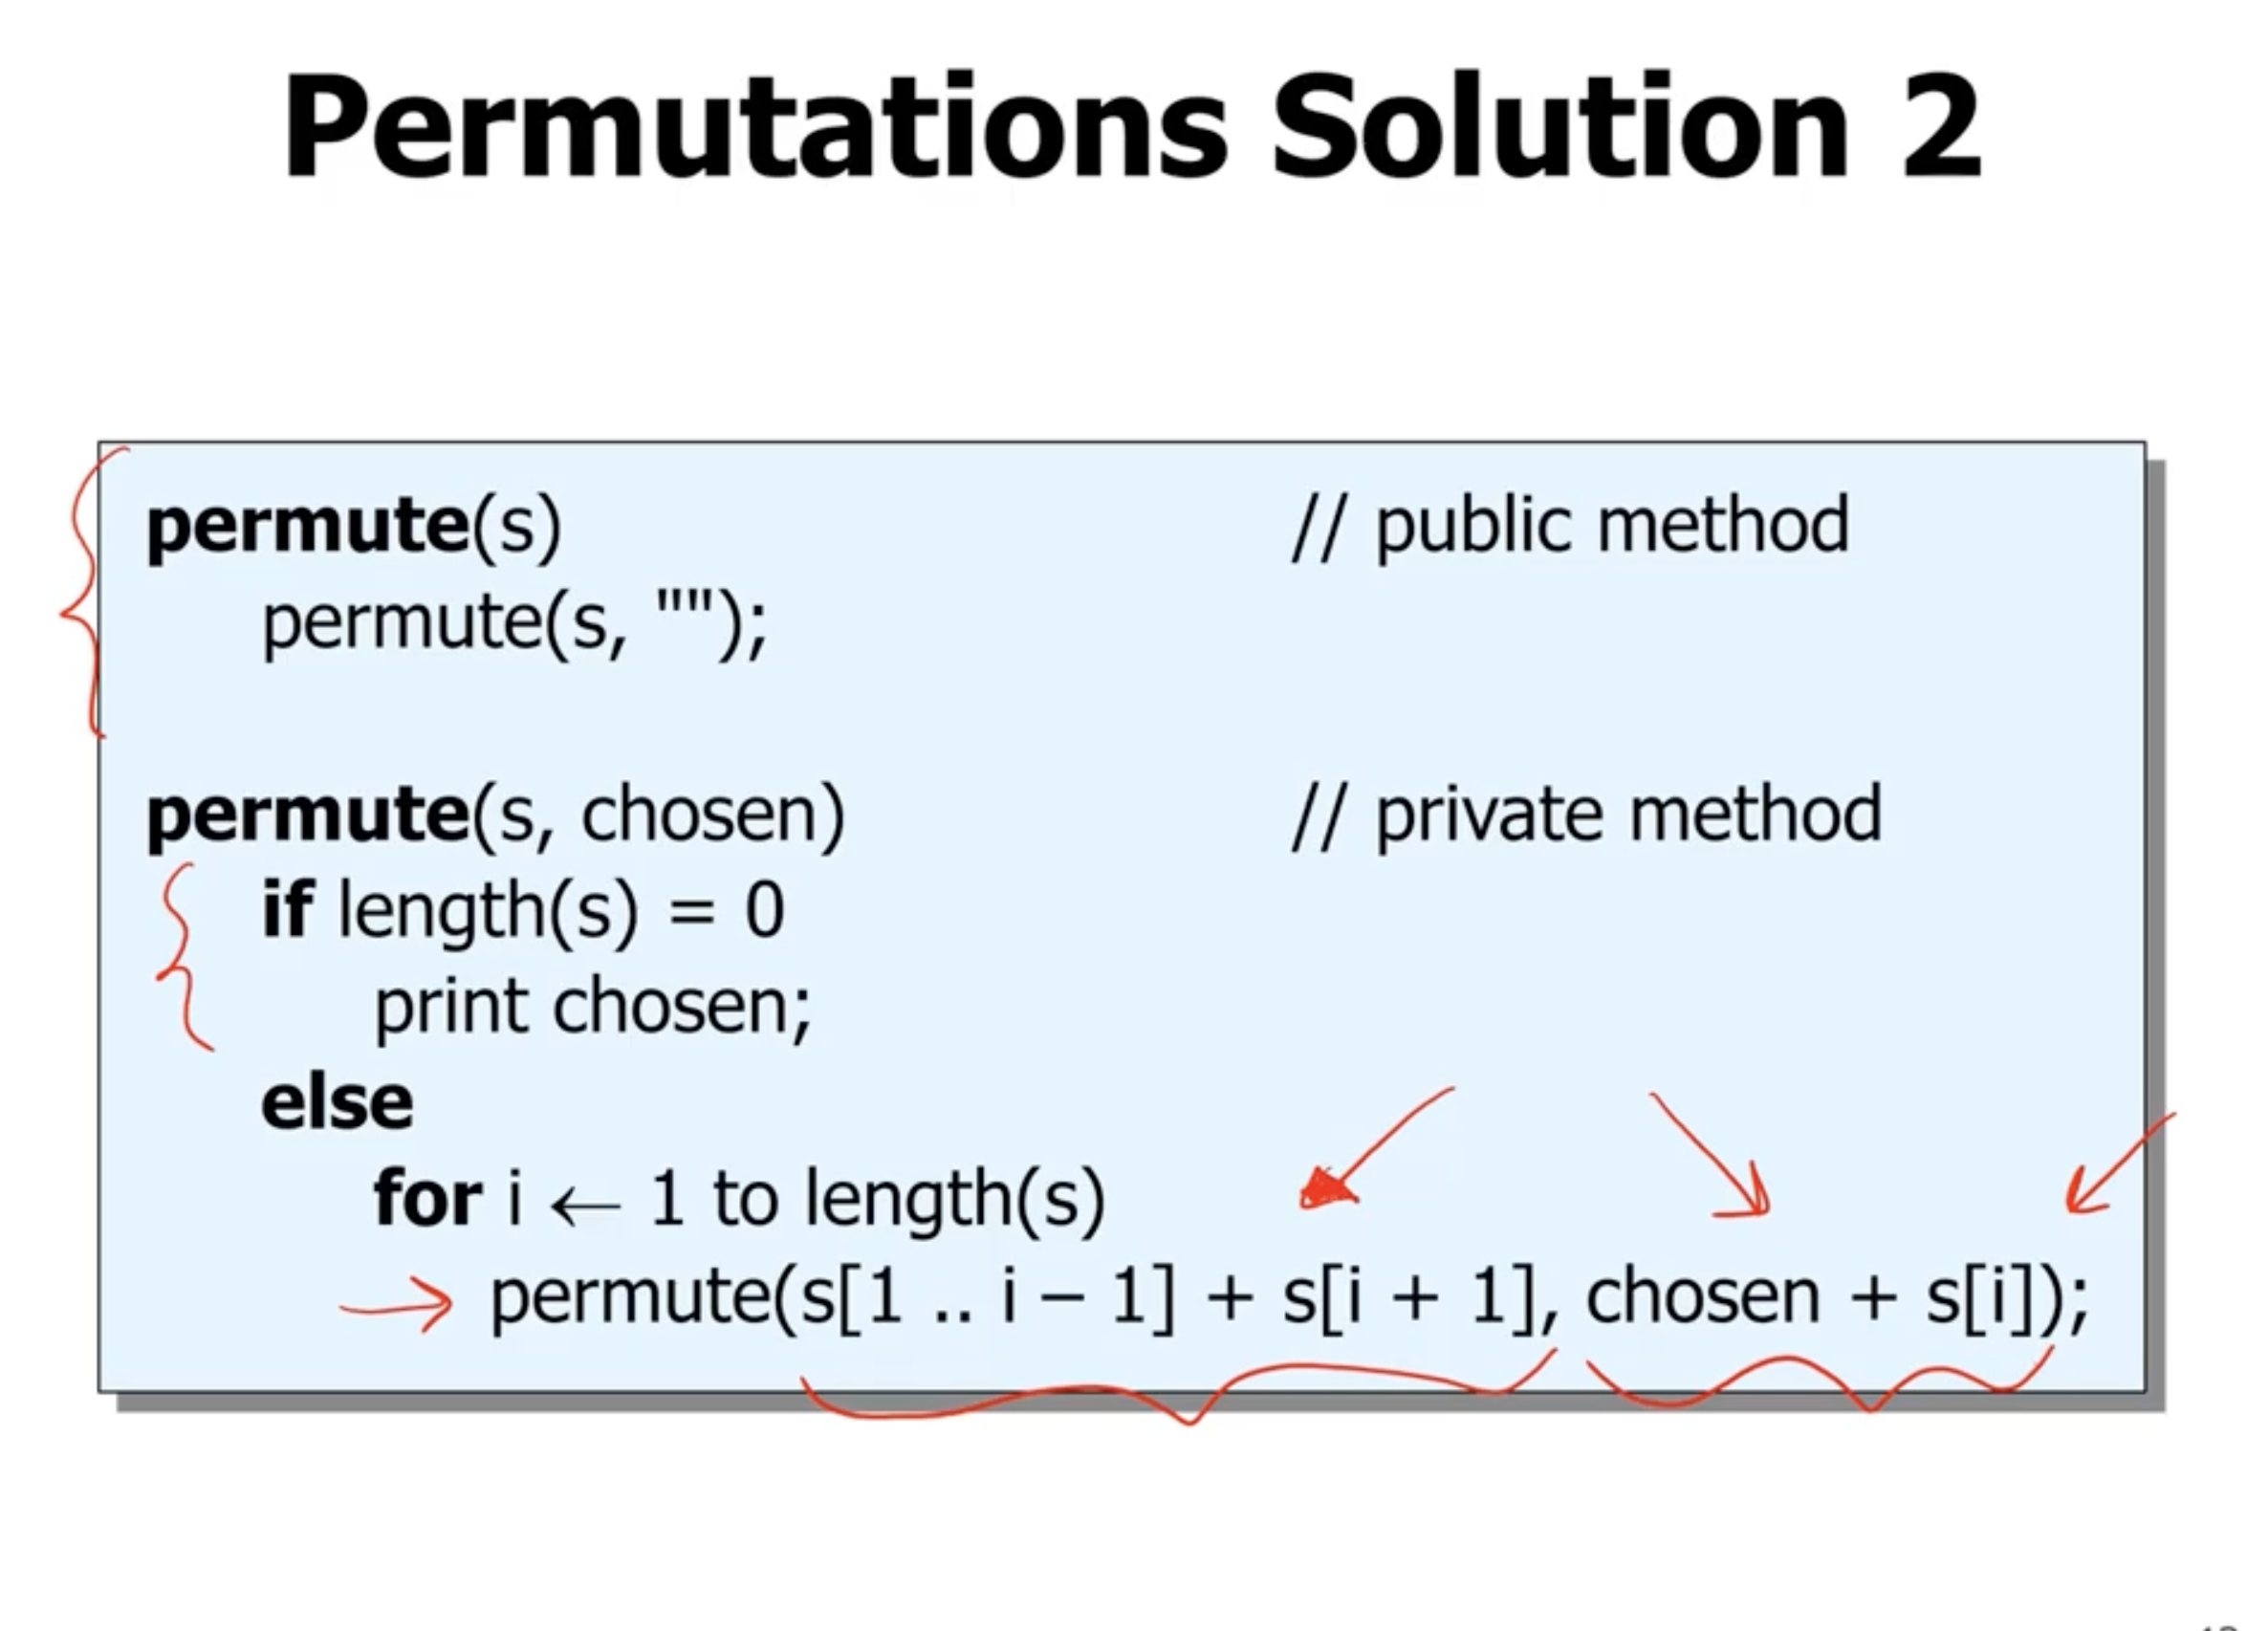 Permutations Solution 2
permute(s) // public method
permute(s, "");
permute(s, chosen) // private method
if length(s) = 0
print chosen;
else
for i ← 1 to length(s)
permute(s[1 .. i − 1] + s[i + 1], chosen + s[i]);